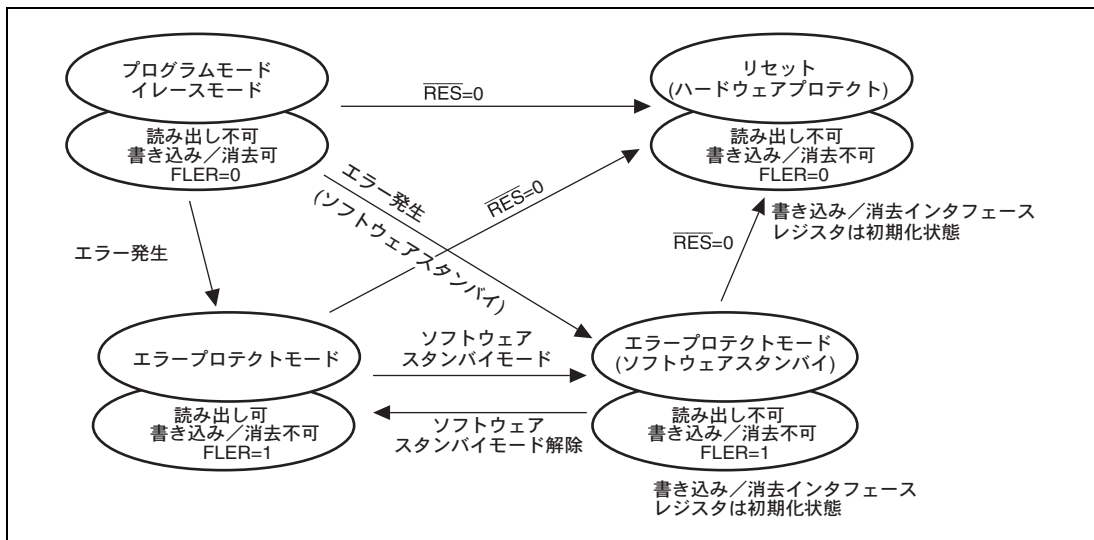 プログラムモード
イレースモード
読み出し不可
書き込み／消去可
FLER=0
RES=0
リセット
(ハードウェアプロテクト)
読み出し不可
書き込み／消去不可
FLER=0
書き込み／消去インタフェース
レジスタは初期化状態
エラー発生
エラー発生
(ソフトウェアスタンバイ)
RES=0
RES=0
エラープロテクトモード
読み出し可
書き込み／消去不可
FLER=1
ソフトウェア
スタンバイモード
ソフトウェア
スタンバイモード解除
エラープロテクトモード
(ソフトウェアスタンバイ)
読み出し不可
書き込み／消去不可
FLER=1
書き込み／消去インタフェース
レジスタは初期化状態